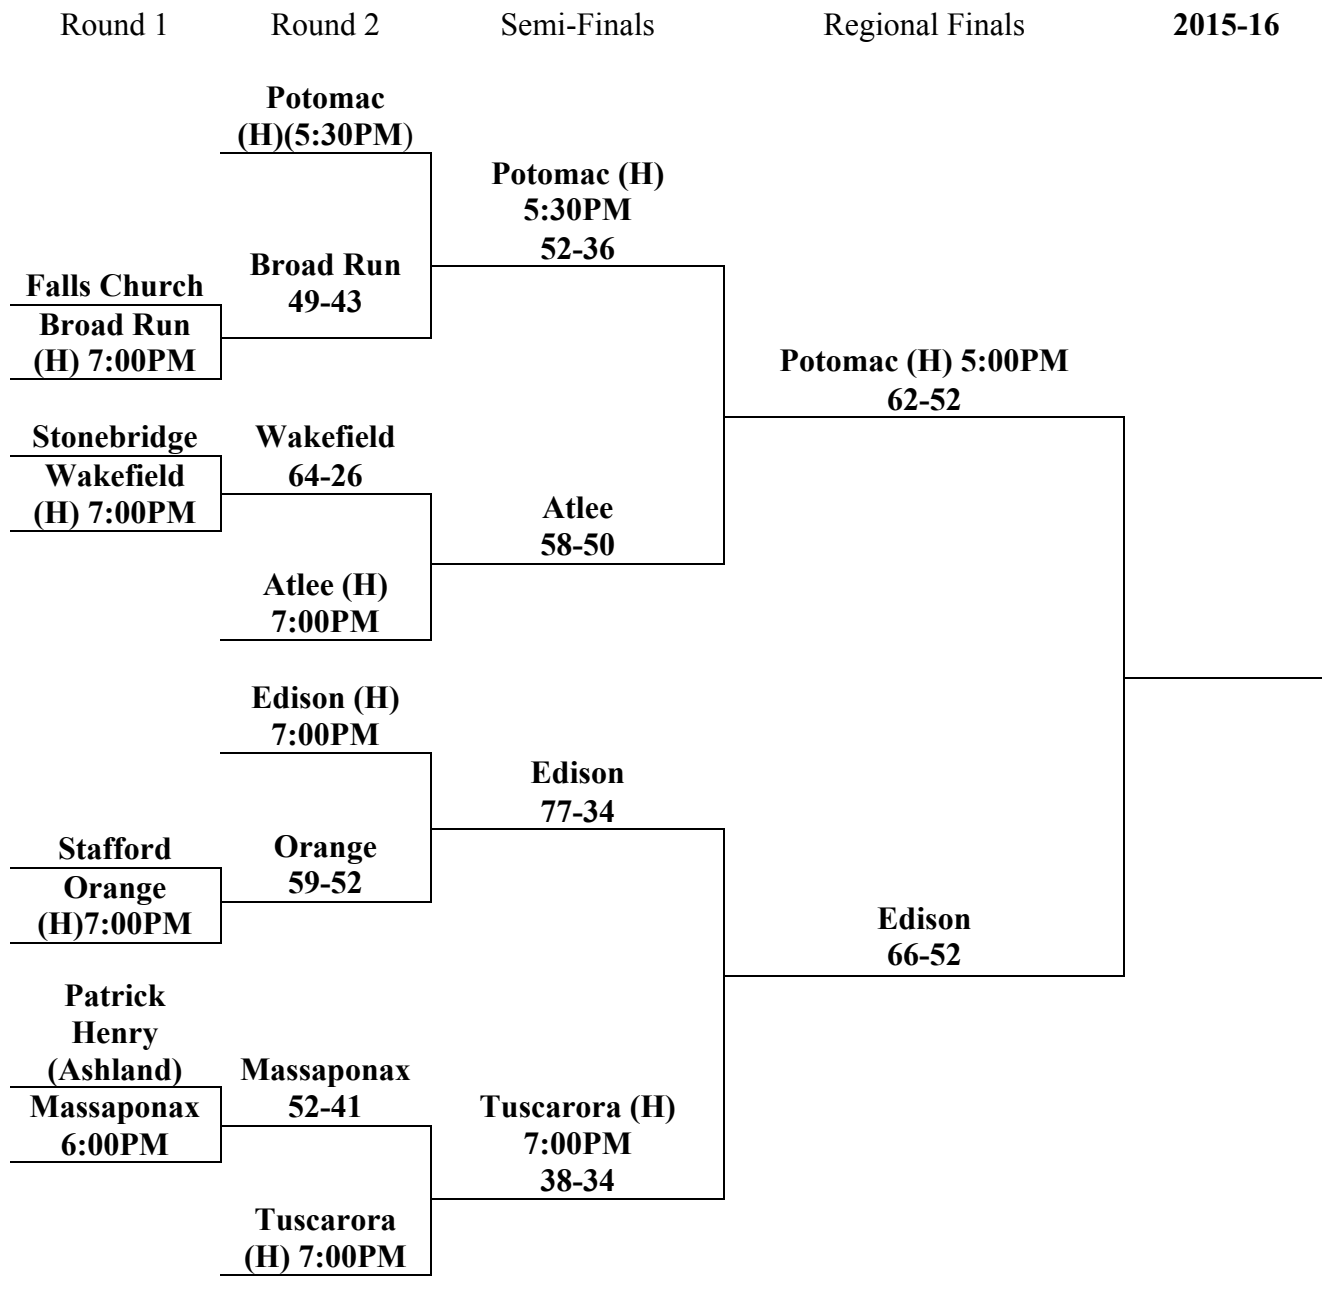 Round 1 Round 2 Semi-Finals Regional Finals 2015-16
Potomac
(H)(5:30PM)
Potomac (H)
5:30PM
52-36
Broad Run
49-43
Falls Church
Broad Run
(H) 7:00PM
Potomac (H) 5:00PM
62-52
Stonebridge
Wakefield
(H) 7:00PM
Wakefield
64-26
Atlee
58-50
Atlee (H)
7:00PM
Edison (H)
7:00PM
Edison
77-34
Stafford
Orange
(H)7:00PM
Orange
59-52
Edison
66-52
Patrick
Henry
(Ashland)
Massaponax
6:00PM
Massaponax
52-41
Tuscarora (H)
7:00PM
38-34
Tuscarora
(H) 7:00PM